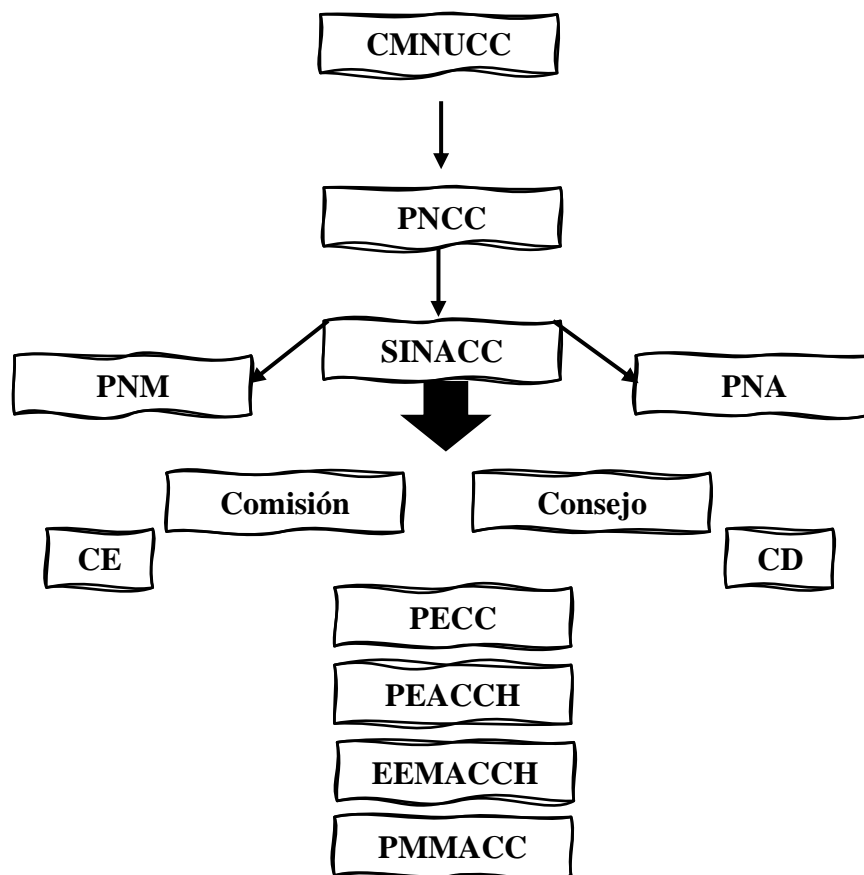 CMNUCC
PNCC
SINACC
PNM
PNA
Comisión
Consejo
CE
CD
PECC
PEACCH
EEMACCH
PMMACC